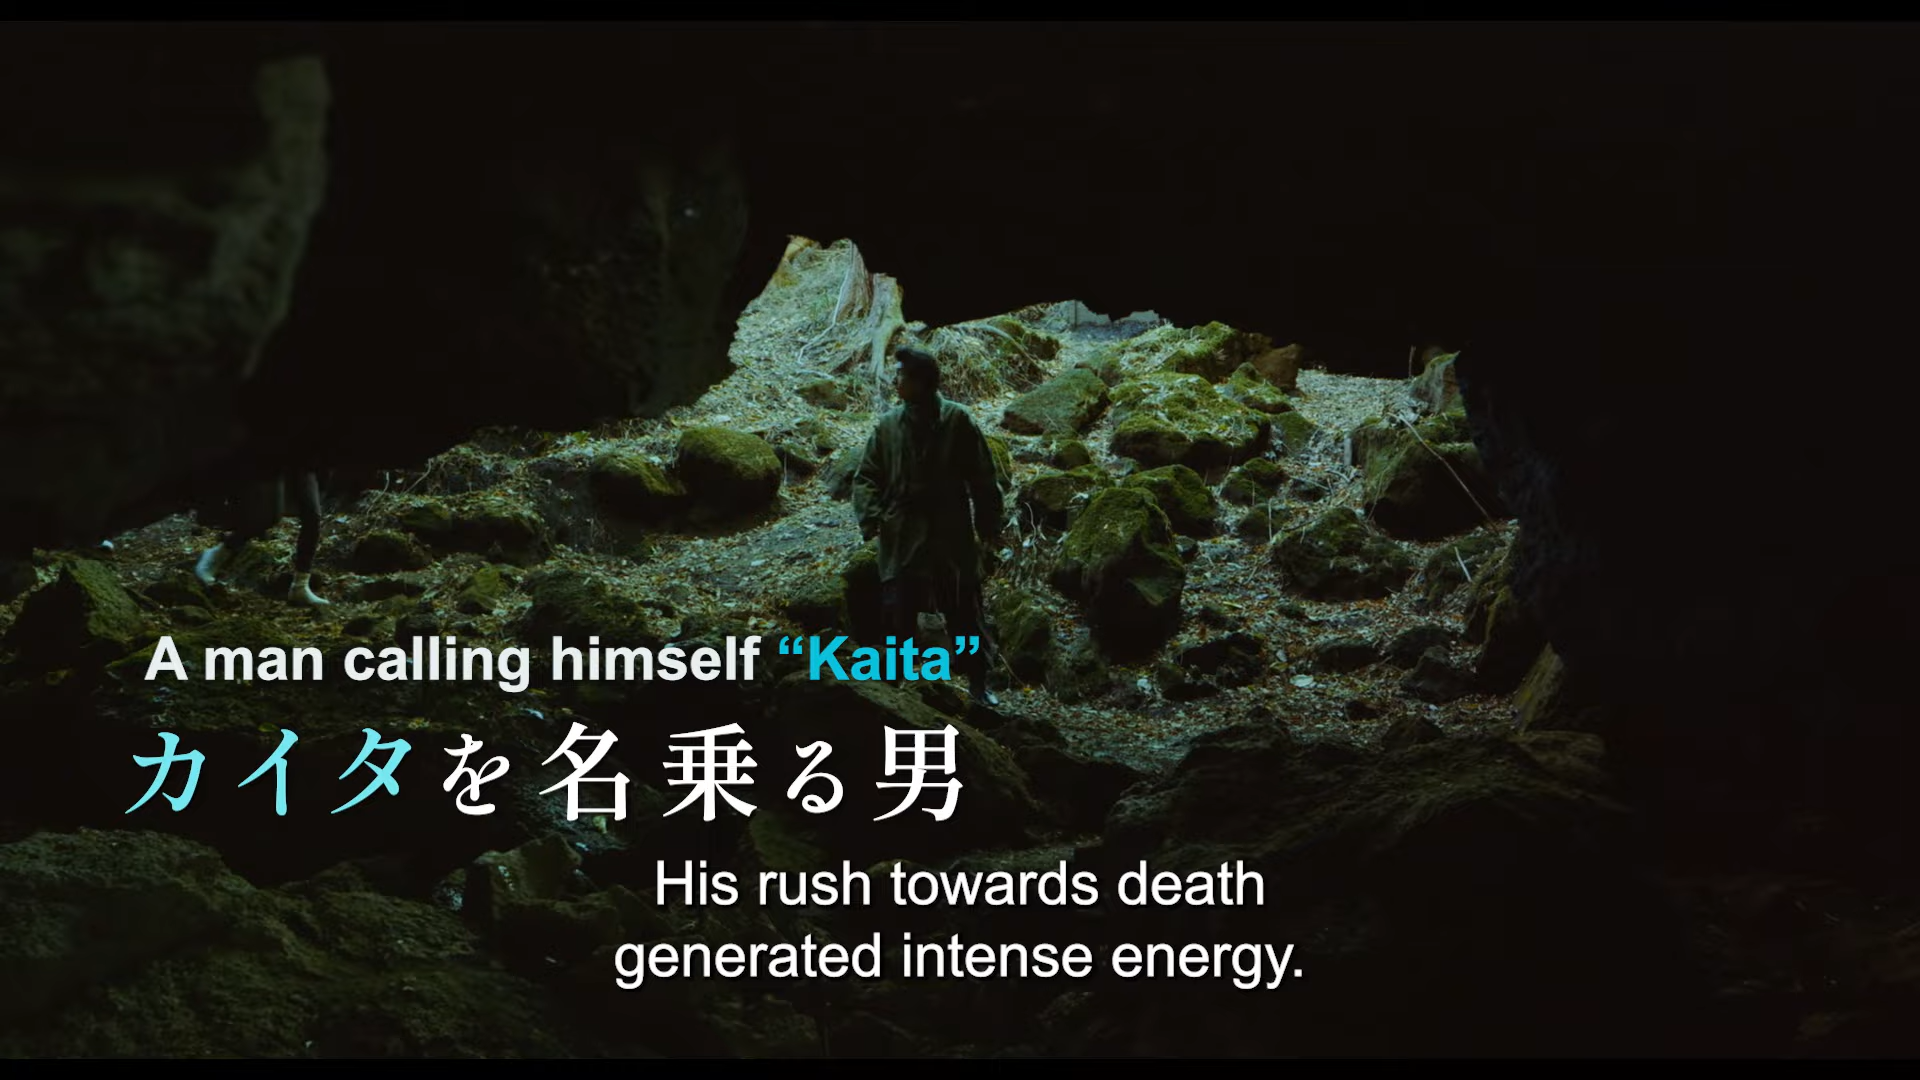 A man calling himself “Kaita”
カイタを名乗る男
His rush towards death
generated intense energy.